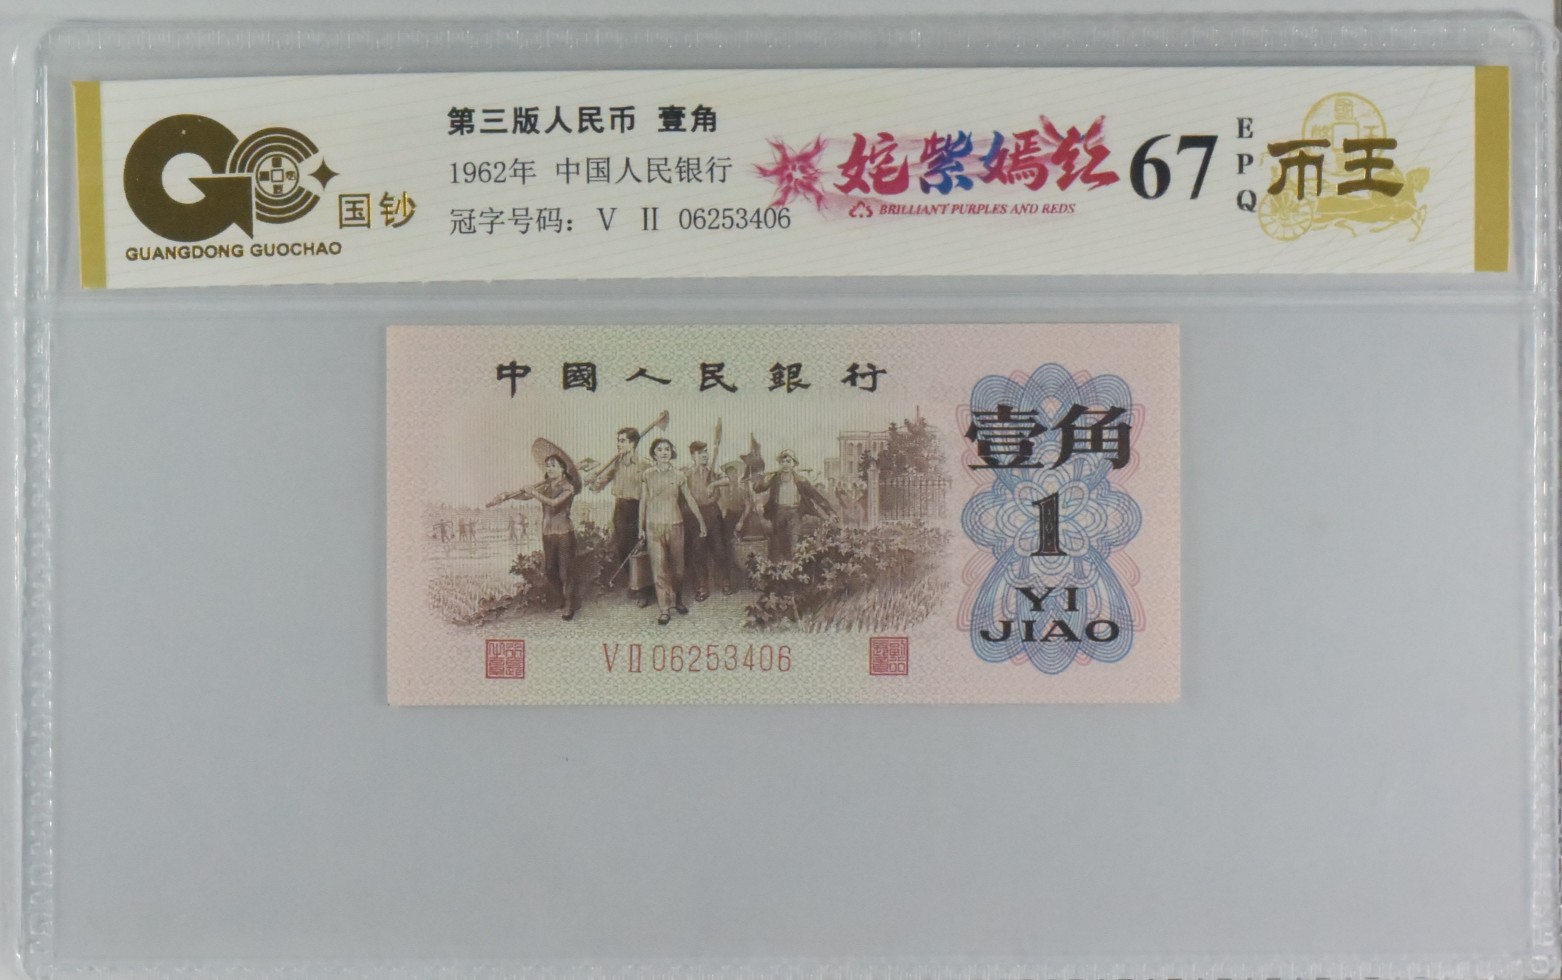 第三版人民币 壹角
1962年 中国人民银行
冠字号码：V II 06253406
国钞
GUANGDONG GUOCHAO
姹紫嫣红
BRILLIANT PURPLES AND REDS
67
EPQ
币王
中國人民銀行
壹角
1
YI
JIAO
V II 06253406